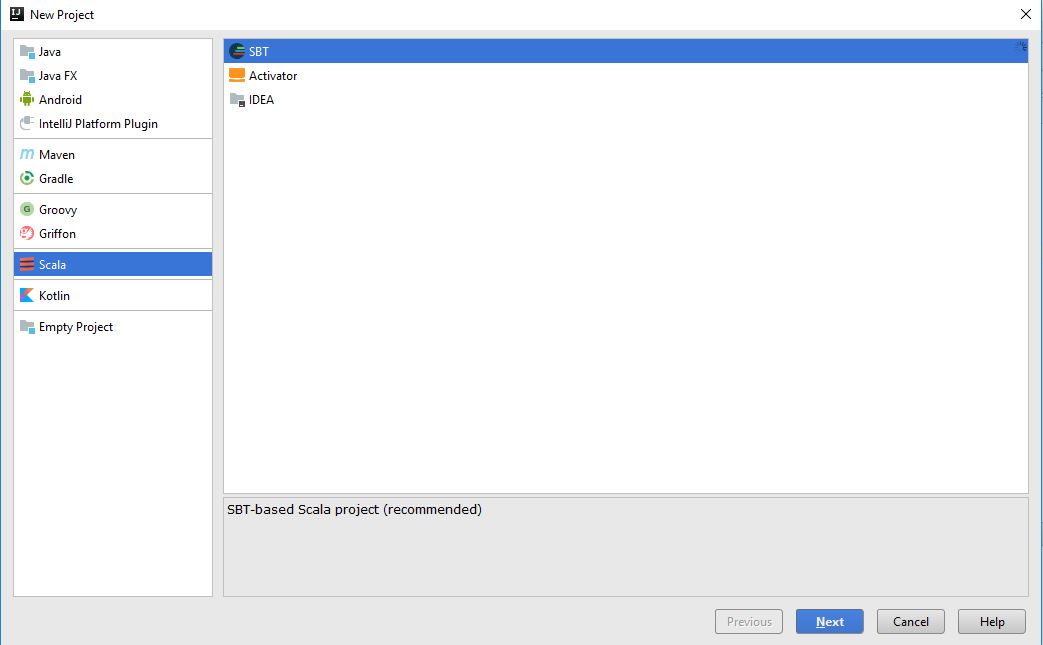 New Project
Java
Java FX
Android
IntelliJ Platform Plugin
Maven
Gradle
Groovy
Griffon
Scala
Kotlin
Empty Project
SBT
Activator
IDEA
SBT-based Scala project (recommended)
Previous
Next
Cancel
Help